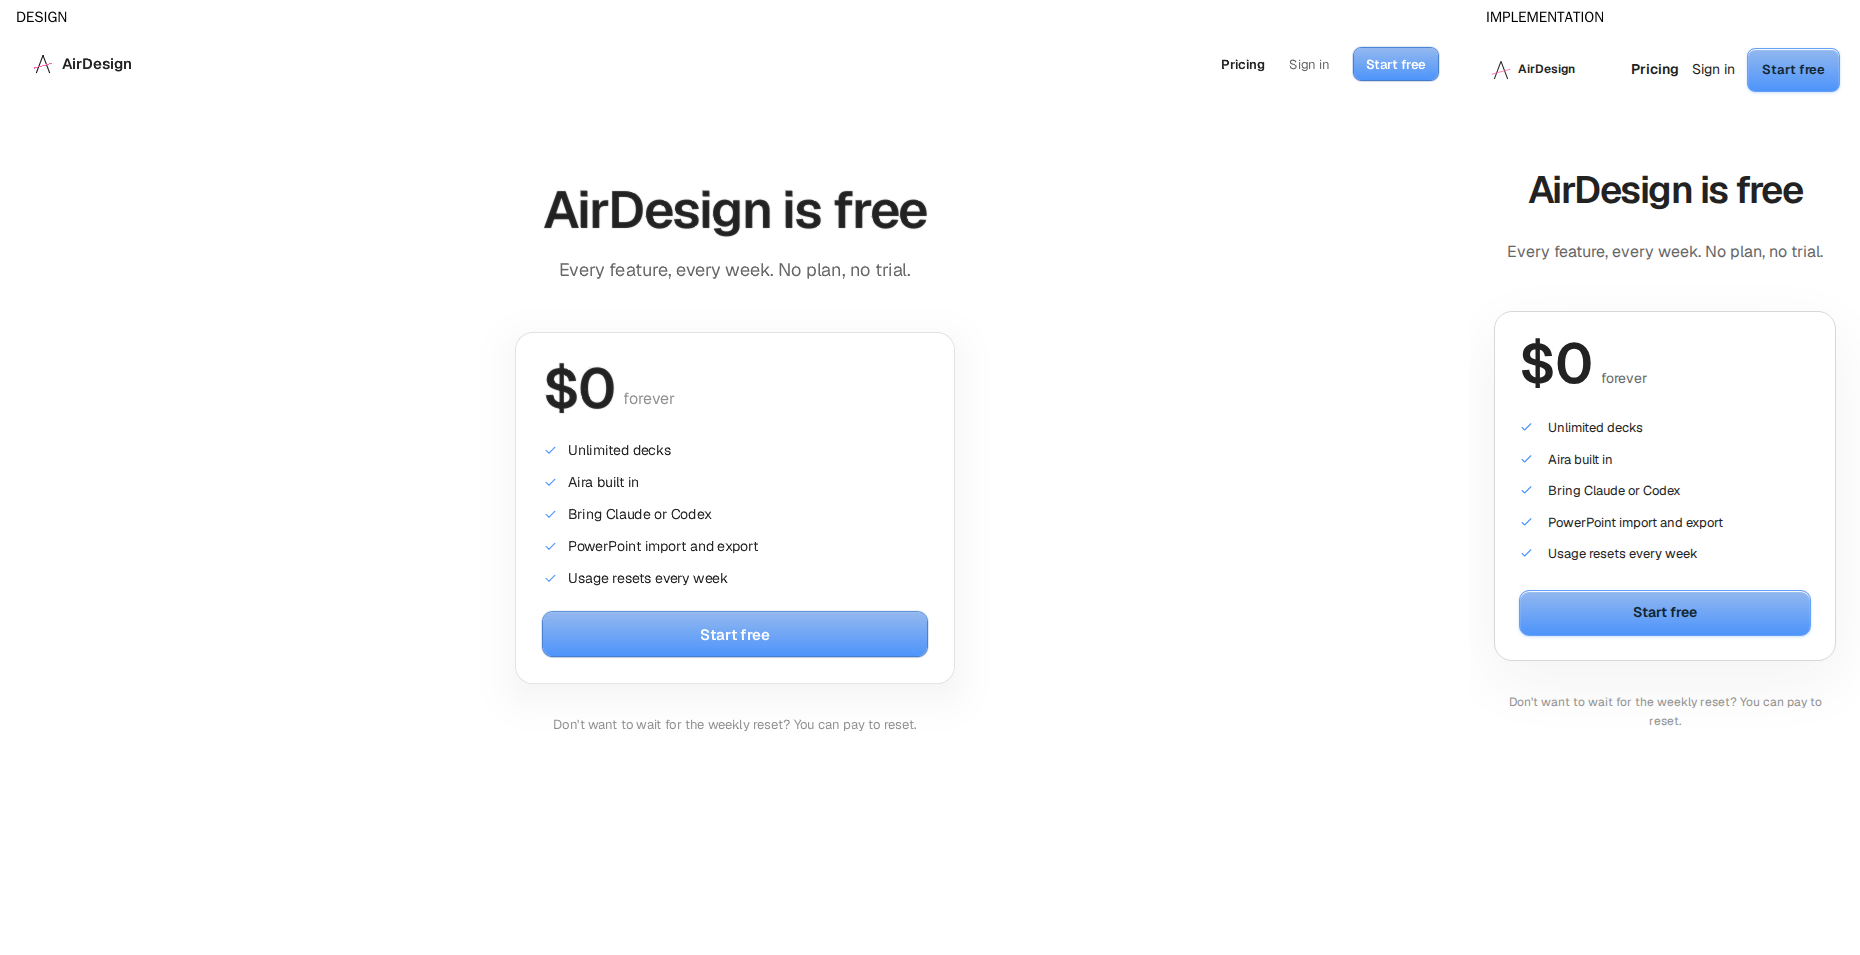 DESIGN
AirDesign
Pricing
Sign in
Start free
AirDesign is free
Every feature, every week. No plan, no trial.
$0 forever
Unlimited decks
Aira built in
Bring Claude or Codex
PowerPoint import and export
Usage resets every week
Start free
Don't want to wait for the weekly reset? You can pay to reset.
IMPLEMENTATION
AirDesign
Pricing
Sign in
Start free
AirDesign is free
Every feature, every week. No plan, no trial.
$0 forever
Unlimited decks
Aira built in
Bring Claude or Codex
PowerPoint import and export
Usage resets every week
Start free
Don't want to wait for the weekly reset? You can pay to
reset.